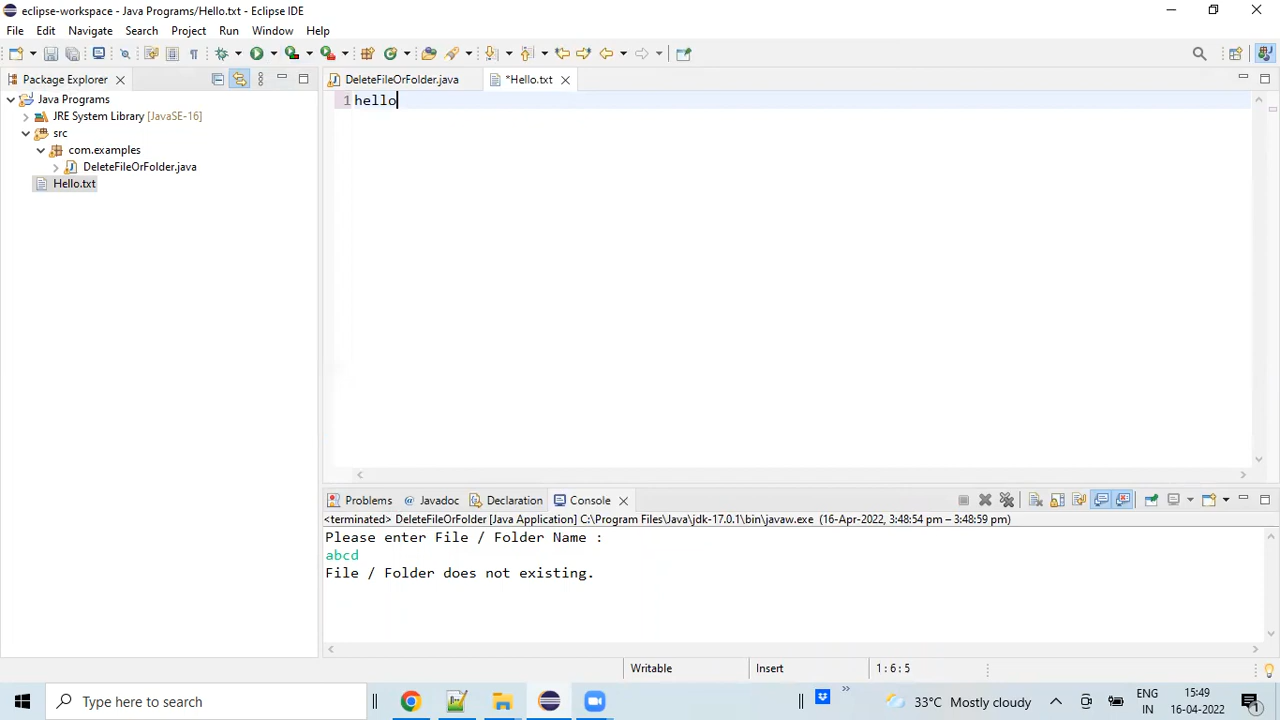 eclipse-workspace - Java Programs/Hello.txt - Eclipse IDE
File Edit Navigate Search Project Run Window Help
Package Explorer
DeleteFileOrFolder.java
*Hello.txt
Java Programs
1 hello
JRE System Library [JavaSE-16]
src
com.examples
DeleteFileOrFolder.java
Hello.txt
Problems @ Javadoc Declaration Console
<terminated> DeleteFileOrFolder [Java Application] C:\Program Files\Java\jdk-17.0.1\bin\javaw.exe (16-Apr-2022, 3:48:54 pm – 3:48:59 pm)
Please enter File / Folder Name :
abcd
File / Folder does not existing.
Writable Insert 1 : 6 : 5
Type here to search
33°C Mostly cloudy
ENG
IN
15:49
16-04-2022
1